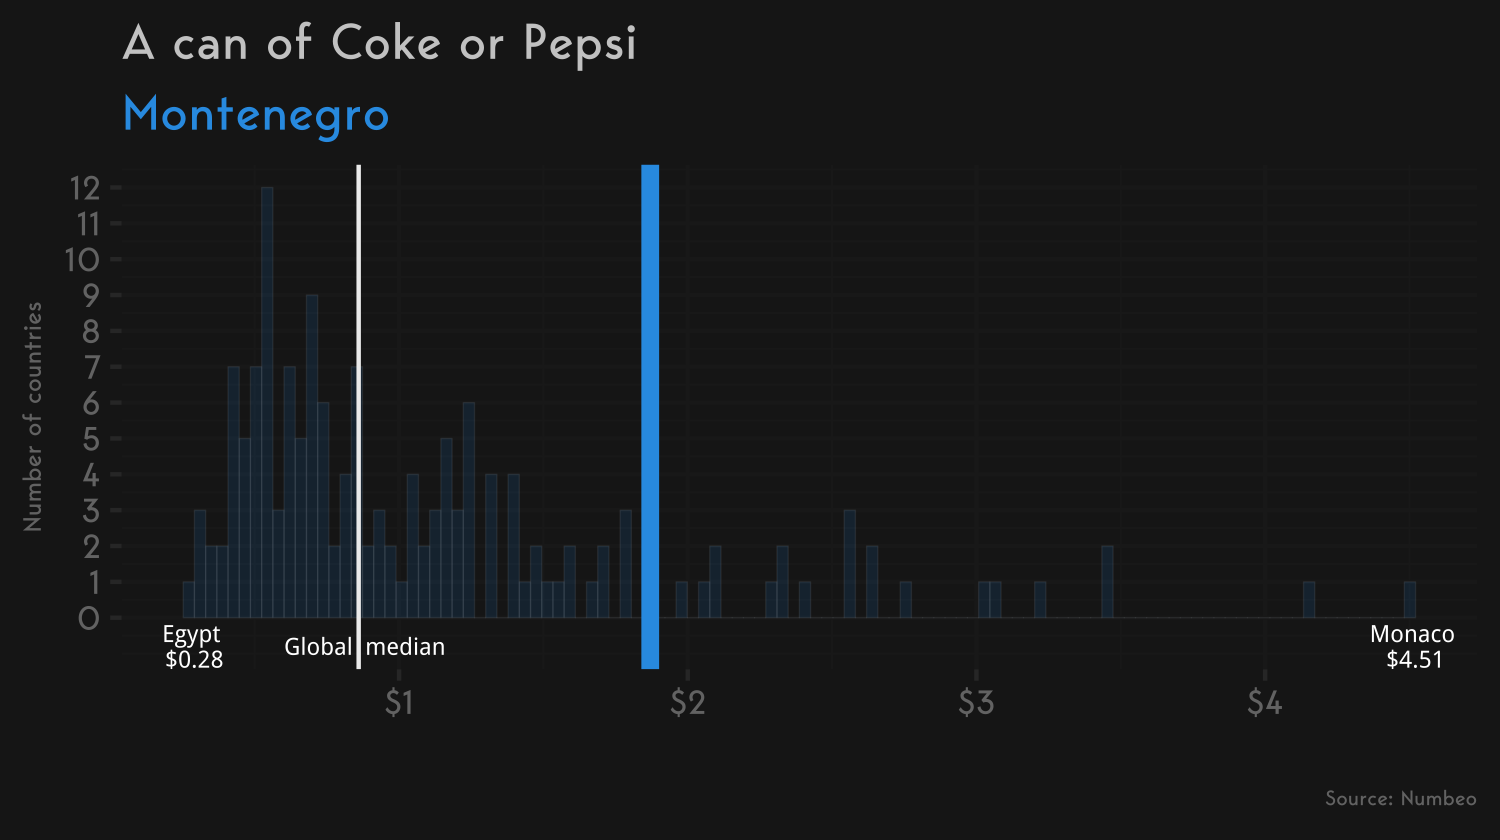 A can of Coke or Pepsi
Montenegro
Number of countries
12
11
10
9
8
7
6
5
4
3
2
1
0
Egypt
$0.28
Global median
Monaco
$4.51
$1
$2
$3
$4
Source: Numbeo